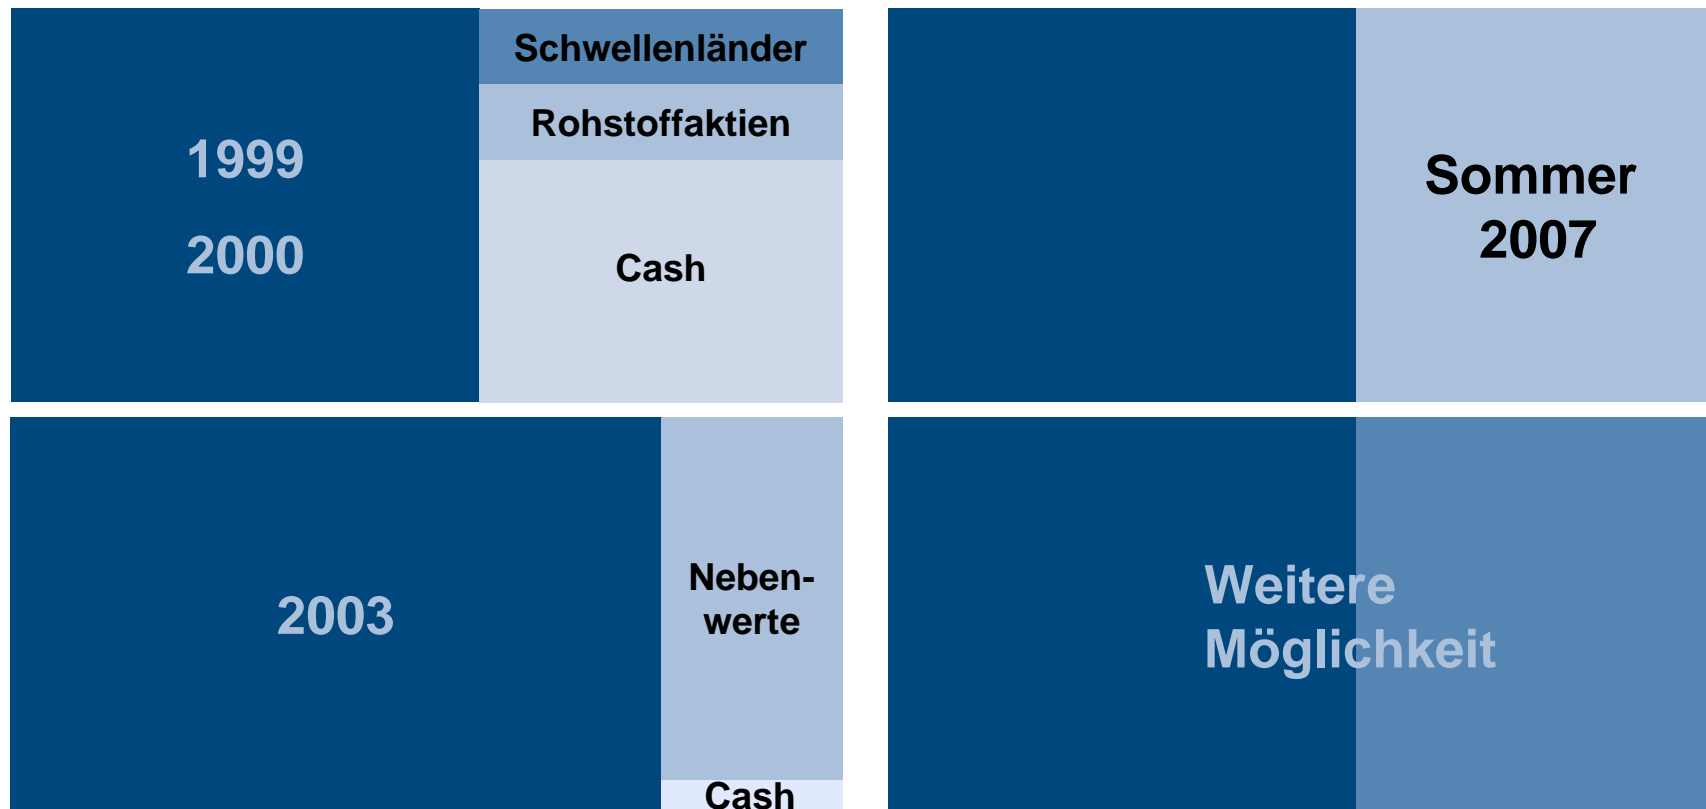 1999
2000
Schwellenländer
Rohstoffaktien
Cash
Sommer
2007
2003
Neben-
werte
Cash
Weitere
Möglichkeit